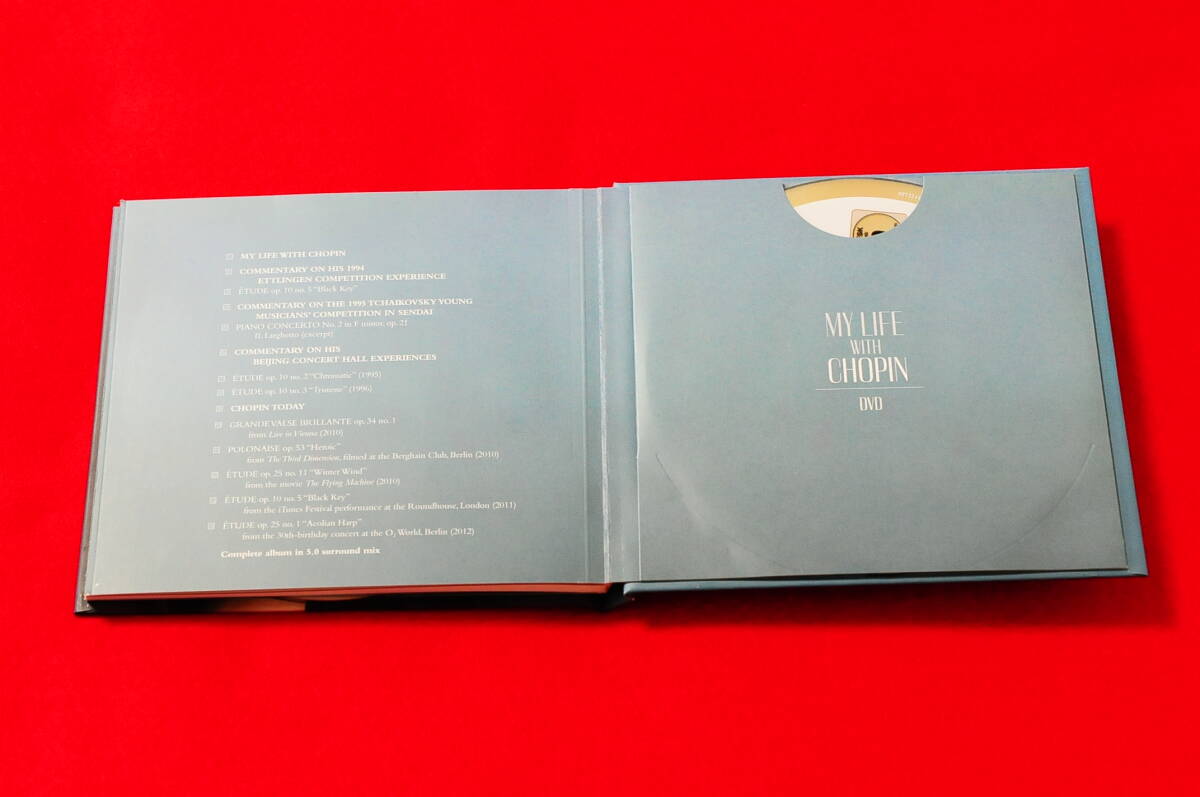 MY LIFE WITH CHOPIN
COMMENTARY ON HIS 1994
ETTLINGEN COMPETITION EXPERIENCE
ÉTUDE op. 10 no. 5 “Black Key”
COMMENTARY ON THE 1995 TCHAIKOVSKY YOUNG
MUSICIANS’ COMPETITION IN SENDAI
PIANO CONCERTO No. 2 in F minor, op. 21
II. Larghetto (excerpt)
COMMENTARY ON HIS
BEIJING CONCERT HALL EXPERIENCES
ÉTUDE op. 10 no. 2 “Chromatic” (1995)
ÉTUDE op. 10 no. 3 “Tristesse” (1996)
CHOPIN TODAY
GRANDE VALSE BRILLANTE op. 34 no. 1
from Live in Vienna (2010)
POLONAISE op. 53 “Heroic”
from The Third Dimension, filmed at the Berghain Club, Berlin (2010)
ÉTUDE op. 25 no. 11 “Winter Wind”
from the movie The Flying Machine (2010)
ÉTUDE op. 10 no. 5 “Black Key”
from the iTunes Festival performance at the Roundhouse, London (2011)
ÉTUDE op. 25 no. 1 “Aeolian Harp”
from the 30th-birthday concert at the O₂ World, Berlin (2012)
Complete album in 5.0 surround mix
MY LIFE
WITH
CHOPIN
DVD